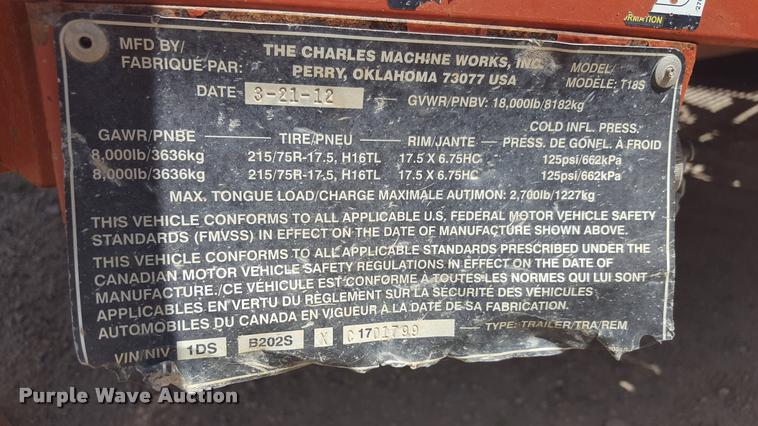 RMATION
MFD BY/ THE CHARLES MACHINE WORKS, INC.
FABRIQUÉ PAR: PERRY, OKLAHOMA 73077 USA
MODEL/
MODÈLE: T18S
DATE 3-21-12 GVWR/PNBV: 18,000lb/8182kg
COLD INFL. PRESS.
GAWR/PNBE TIRE/PNEU RIM/JANTE PRESS. DE GONFL. À FROID
8,000lb/3636kg 215/75R-17.5, H16TL 17.5 X 6.75HC 125psi/662kPa
8,000lb/3636kg 215/75R-17.5, H16TL 17.5 X 6.75HC 125psi/662kPa
MAX. TONGUE LOAD/CHARGE MAXIMALE AUTIMON: 2,700lb/1227kg
THIS VEHICLE CONFORMS TO ALL APPLICABLE U.S. FEDERAL MOTOR VEHICLE SAFETY
STANDARDS (FMVSS) IN EFFECT ON THE DATE OF MANUFACTURE SHOWN ABOVE.
THIS VEHICLE CONFORMS TO ALL APPLICABLE STANDARDS PRESCRIBED UNDER THE
CANADIAN MOTOR VEHICLE SAFETY REGULATIONS IN EFFECT ON THE DATE OF
MANUFACTURE./CE VÉHICULE EST CONFORME À TOUTES LES NORMES QUI LUI SONT
APPLICABLES EN VERTU DU RÈGLEMENT SUR LA SÉCURITÉ DES VÉHICULES
AUTOMOBILES DU CANADA EN VIGUEUR À LA DATE DE SA FABRICATION.
VIN/NIV 1DS B202S X C1701799 TYPE: TRAILER/TRA/REM
Purple Wave Auction